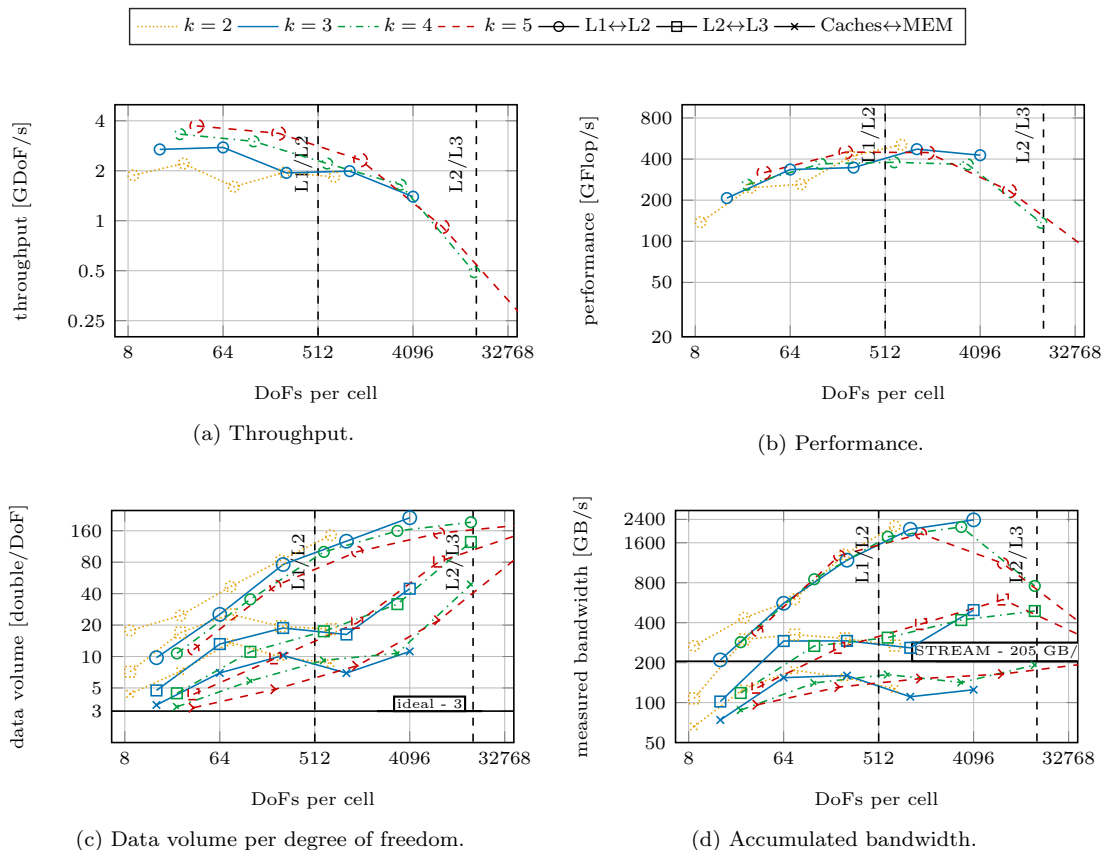 k = 2 k = 3 k = 4 k = 5 L1↔L2 L2↔L3 Caches↔MEM
throughput [GDoF/s]
4
2
1
0.5
0.25
L1/L2
L2/L3
8 64 512 4096 32768
DoFs per cell
(a) Throughput.
performance [GFlop/s]
800
400
200
100
50
20
L1/L2
L2/L3
8 64 512 4096 32768
DoFs per cell
(b) Performance.
data volume [double/DoF]
160
80
40
20
10
5
3
L1/L2
L2/L3
ideal - 3
8 64 512 4096 32768
DoFs per cell
(c) Data volume per degree of freedom.
measured bandwidth [GB/s]
2400
1600
800
400
200
100
50
L1/L2
L2/L3
STREAM - 205 GB/
8 64 512 4096 32768
DoFs per cell
(d) Accumulated bandwidth.